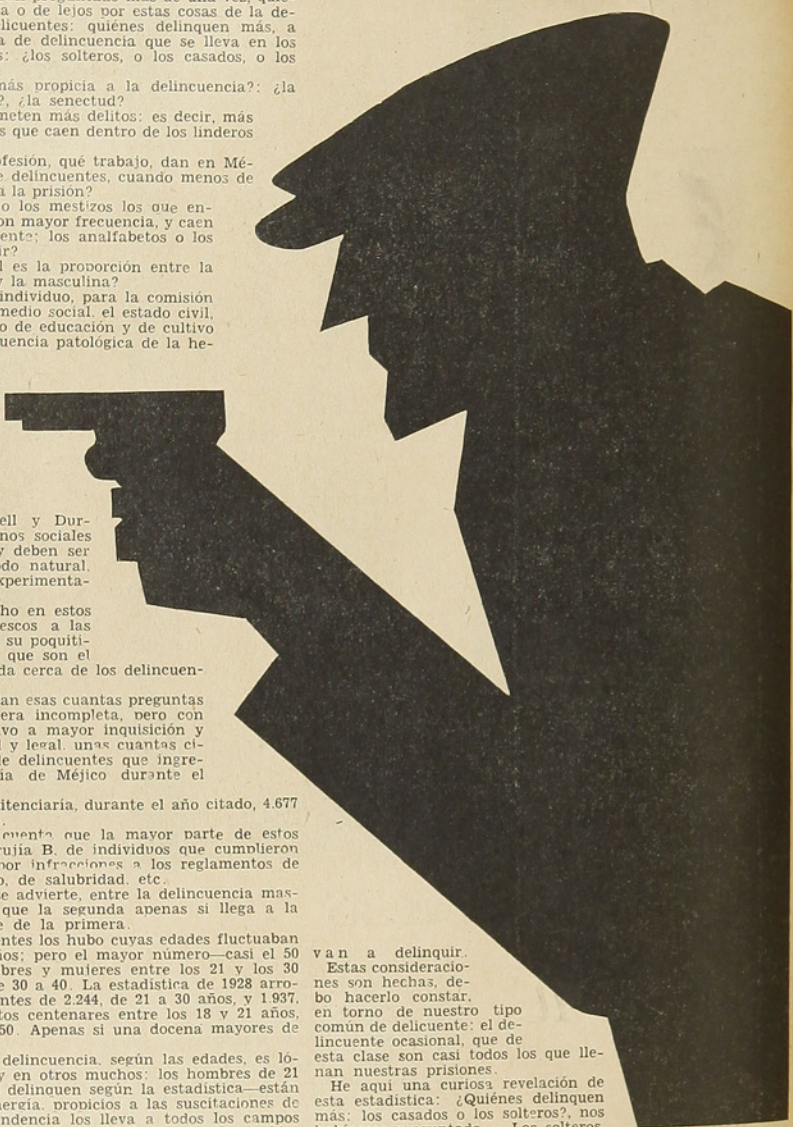 a o de lejos por estas cosas de la de-
licuentes: quiénes delinquen más, a
a de delincuencia que se lleva en los
s: ¿los solteros, o los casados, o los
más propicia a la delincuencia?: ¿la
?, ¿la senectud?
meten más delitos: es decir, más
s que caen dentro de los linderos
ofesión, qué trabajo, dan en Mé-
e delincuentes, cuando menos de
a la prisión?
o los mestizos los que en-
on mayor frecuencia, y caen
ente; los analfabetos o los
ir?
l es la proporción entre la
y la masculina?
individuo, para la comisión
medio social. el estado civil,
o de educación y de cultivo
uencia patológica de la he-
ell y Dur-
nos sociales
y deben ser
odo natural.
xperimenta-
ho en estos
escos a las
su poquiti-
que son el
da cerca de los delincuen-
an esas cuantas preguntas
era incompleta, pero con
vo a mayor inquisición y
l y legal. unas cuantas ci-
de delincuentes que ingre-
ia de Méjico durante el
itenciaría, durante el año citado, 4.677
cuenta que la mayor parte de estos
rujía B. de individuos que cumplieron
por infracciones a los reglamentos de
o, de salubridad. etc.
e advierte, entre la delincuencia mas-
que la segunda apenas si llega a la
e de la primera.
ntes los hubo cuyas edades fluctuaban
ños; pero el mayor número—casi el 50
bres y mujeres entre los 21 y los 30
e 30 a 40. La estadística de 1928 arro-
ntes de 2.244, de 21 a 30 años, y 1.937,
tos centenares entre los 18 y 21 años,
50. Apenas si una docena mayores de
delincuencia, según las edades, es ló-
y en otros muchos: los hombres de 21
delinquen según la estadística—están
nergía. propicios a las suscitaciones de
ndencia los lleva a todos los campos
van a delinquir.
Estas consideracio-
nes son hechas, de-
bo hacerlo constar,
en torno de nuestro tipo
común de delicuente: el de-
lincuente ocasional, que de
esta clase son casi todos los que lle-
nan nuestras prisiones.
He aquí una curiosa revelación de
esta estadística: ¿Quiénes delinquen
más: los casados o los solteros?, nos